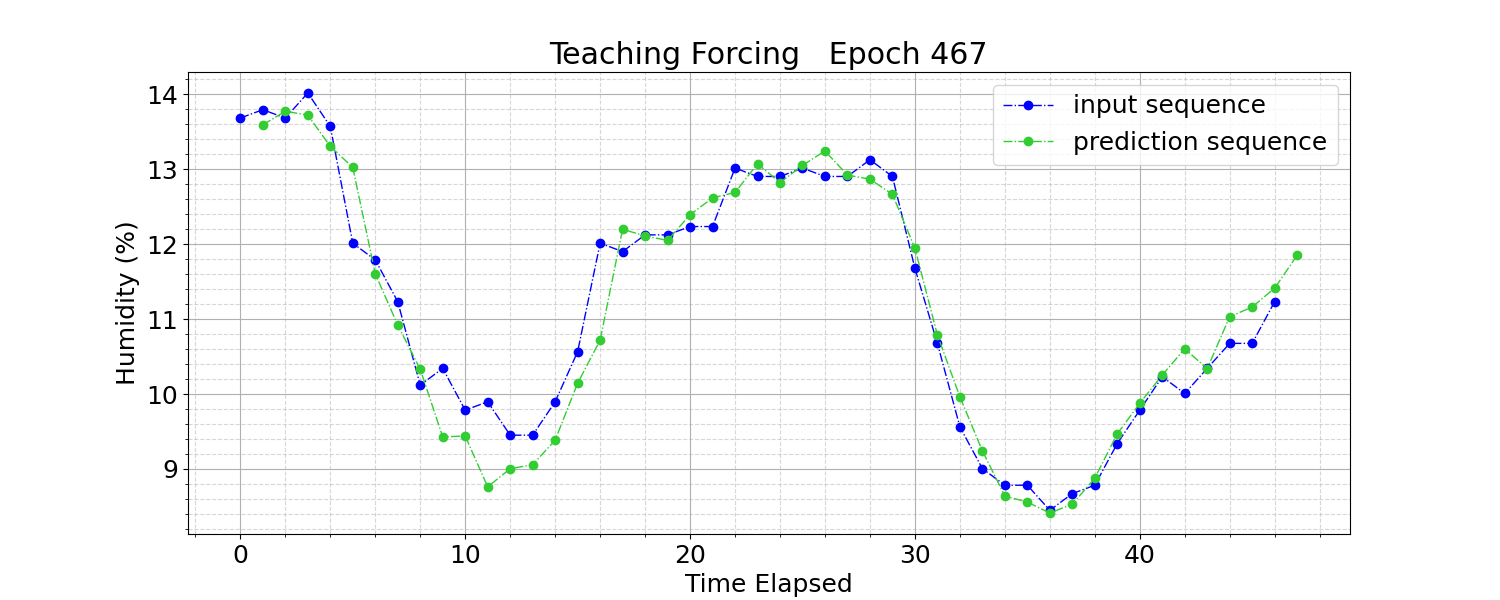 Teaching Forcing   Epoch 467
input sequence
prediction sequence
Humidity (%)
14
13
12
11
10
9
0 10 20 30 40
Time Elapsed